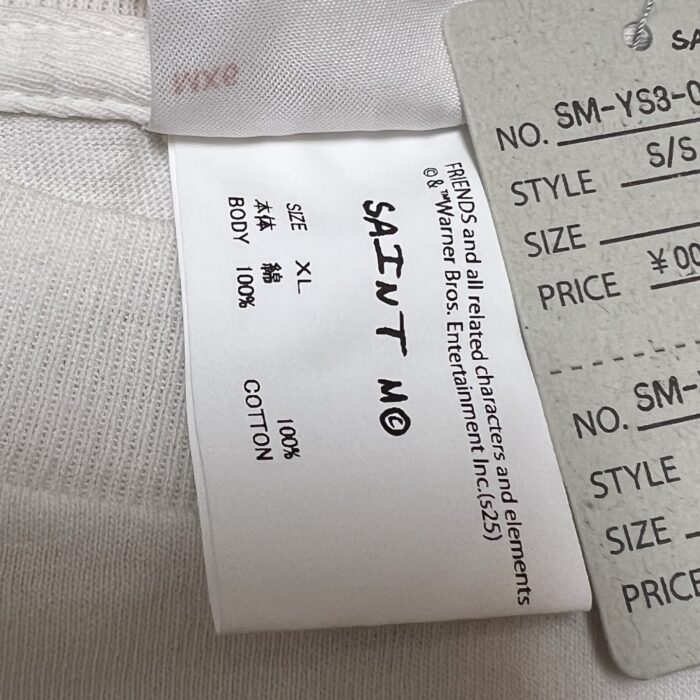 FRIENDS and all related characters and elements
©& ™Warner Bros. Entertainment Inc.(s25)
SAINT M©
SIZE XL
本体 綿 100%
BODY 100% COTTON
NO. SM-YS3-0
STYLE S/S
SIZE
PRICE ¥00
NO. SM-
STYLE
SIZE
PRICE